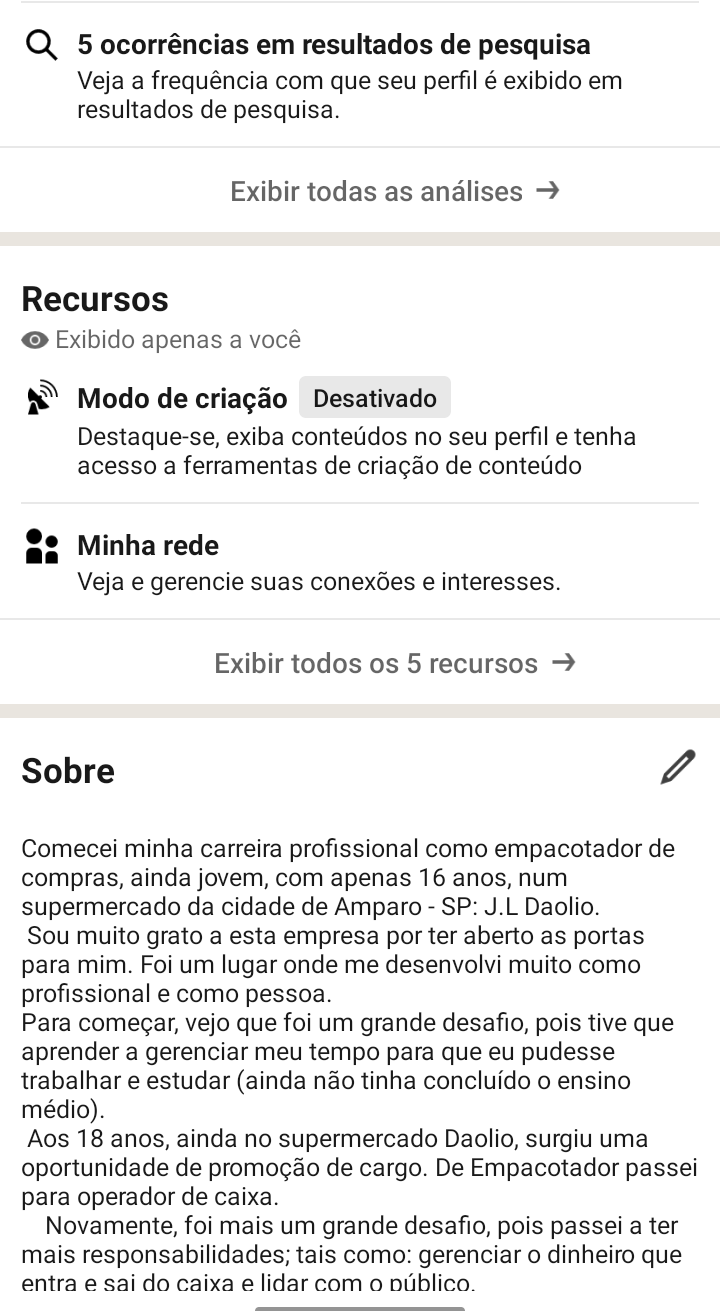 5 ocorrências em resultados de pesquisa
Veja a frequência com que seu perfil é exibido em
resultados de pesquisa.
Exibir todas as análises →
Recursos
Exibido apenas a você
Modo de criação Desativado
Destaque-se, exiba conteúdos no seu perfil e tenha
acesso a ferramentas de criação de conteúdo
Minha rede
Veja e gerencie suas conexões e interesses.
Exibir todos os 5 recursos →
Sobre
Comecei minha carreira profissional como empacotador de
compras, ainda jovem, com apenas 16 anos, num
supermercado da cidade de Amparo - SP: J.L Daolio.
Sou muito grato a esta empresa por ter aberto as portas
para mim. Foi um lugar onde me desenvolvi muito como
profissional e como pessoa.
Para começar, vejo que foi um grande desafio, pois tive que
aprender a gerenciar meu tempo para que eu pudesse
trabalhar e estudar (ainda não tinha concluído o ensino
médio).
Aos 18 anos, ainda no supermercado Daolio, surgiu uma
oportunidade de promoção de cargo. De Empacotador passei
para operador de caixa.
Novamente, foi mais um grande desafio, pois passei a ter
mais responsabilidades; tais como: gerenciar o dinheiro que
entra e sai do caixa e lidar com o público.